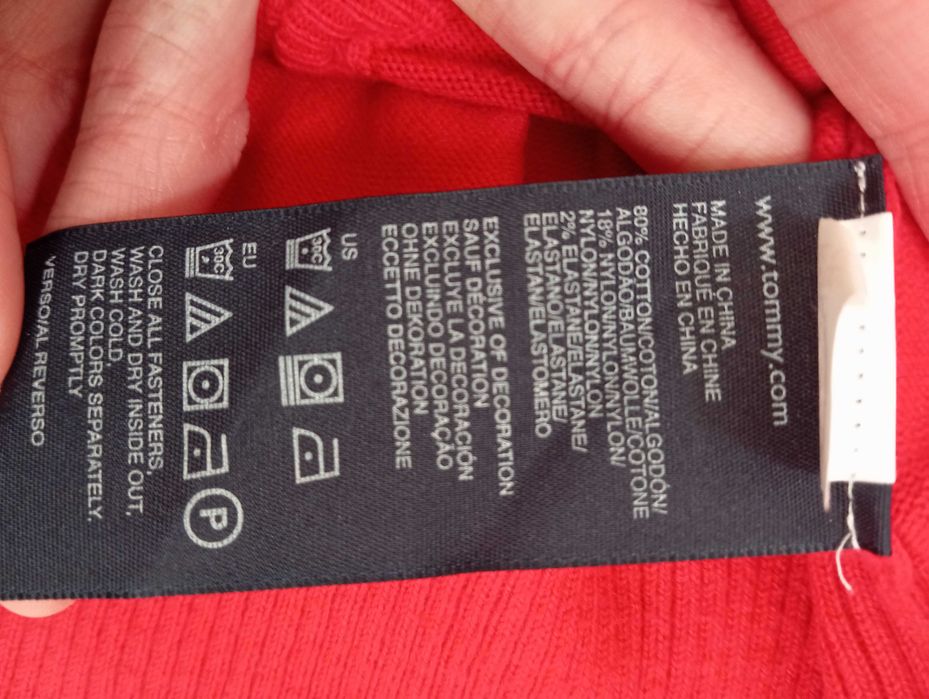 www.tommy.com
MADE IN CHINA
FABRIQUÉ EN CHINE
HECHO EN CHINA
80% COTTON/COTON/ALGODÓN/
ALGODÃO/BAUMWOLLE/COTONE
18% NYLON/NYLON/NYLON/
NYLON/NYLON/NYLON
2% ELASTANE/ELASTANE/
ELASTANO/ELASTANE/
ELASTAN/ELASTOMERO
EXCLUSIVE OF DECORATION
SAUF DÉCORATION
EXCLUYE LA DECORACIÓN
EXCLUINDO DECORAÇÃO
OHNE DEKORATION
ECCETTO DECORAZIONE
US
30C
EU
30C
P
CLOSE ALL FASTENERS,
WASH AND DRY INSIDE OUT,
WASH COLD,
DARK COLORS SEPARATELY,
DRY PROMPTLY
VERSO/AL REVERSO